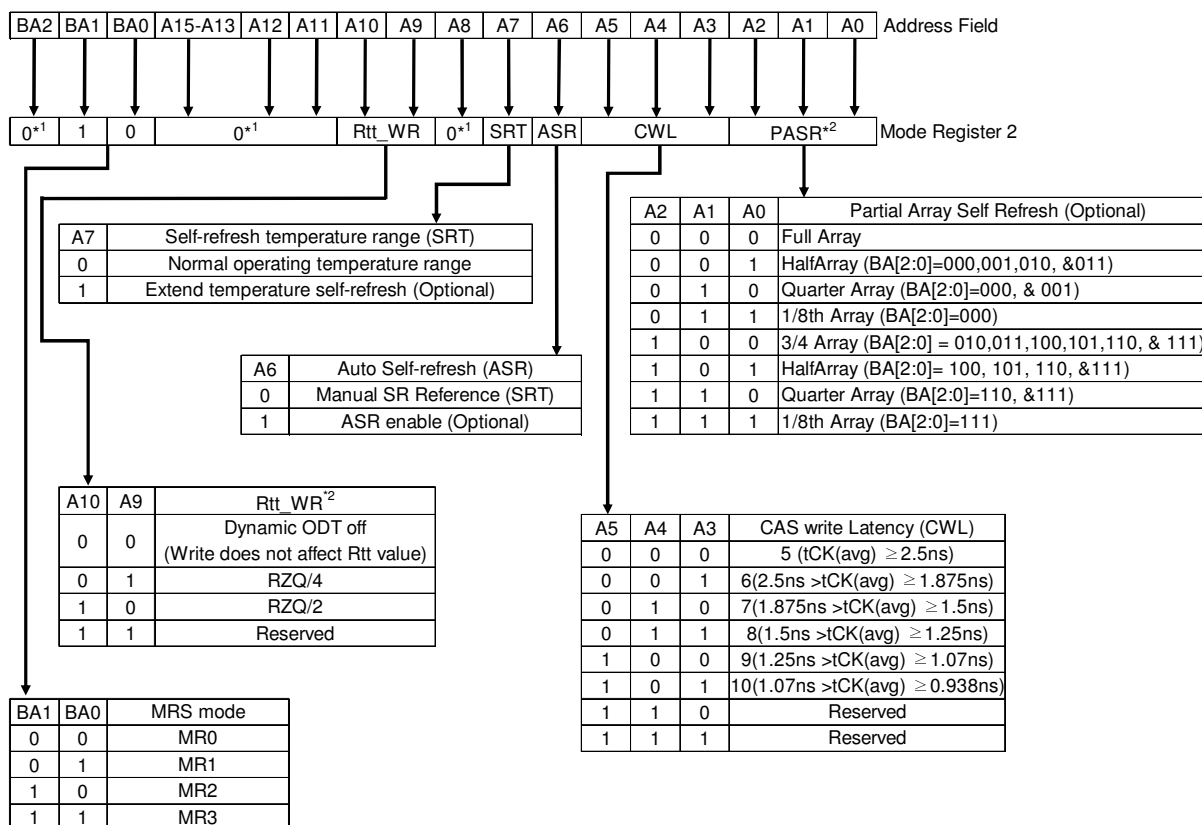 BA2 BA1 BA0 A15-A13 A12 A11 A10 A9 A8 A7 A6 A5 A4 A3 A2 A1 A0 Address Field
0*1 1 0 0*1 Rtt_WR 0*1 SRT ASR CWL PASR*2 Mode Register 2
A7 Self-refresh temperature range (SRT)
0 Normal operating temperature range
1 Extend temperature self-refresh (Optional)
A2 A1 A0 Partial Array Self Refresh (Optional)
0 0 0 Full Array
0 0 1 HalfArray (BA[2:0]=000,001,010, &011)
0 1 0 Quarter Array (BA[2:0]=000, & 001)
0 1 1 1/8th Array (BA[2:0]=000)
1 0 0 3/4 Array (BA[2:0] = 010,011,100,101,110, & 111)
1 0 1 HalfArray (BA[2:0]= 100, 101, 110, &111)
1 1 0 Quarter Array (BA[2:0]=110, &111)
1 1 1 1/8th Array (BA[2:0]=111)
A6 Auto Self-refresh (ASR)
0 Manual SR Reference (SRT)
1 ASR enable (Optional)
A10 A9 Rtt_WR*2
0 0 Dynamic ODT off
(Write does not affect Rtt value)
0 1 RZQ/4
1 0 RZQ/2
1 1 Reserved
A5 A4 A3 CAS write Latency (CWL)
0 0 0 5 (tCK(avg) ≥2.5ns)
0 0 1 6(2.5ns >tCK(avg) ≥1.875ns)
0 1 0 7(1.875ns >tCK(avg) ≥1.5ns)
0 1 1 8(1.5ns >tCK(avg) ≥1.25ns)
1 0 0 9(1.25ns >tCK(avg) ≥1.07ns)
1 0 1 10(1.07ns >tCK(avg) ≥0.938ns)
1 1 0 Reserved
1 1 1 Reserved
BA1 BA0 MRS mode
0 0 MR0
0 1 MR1
1 0 MR2
1 1 MR3